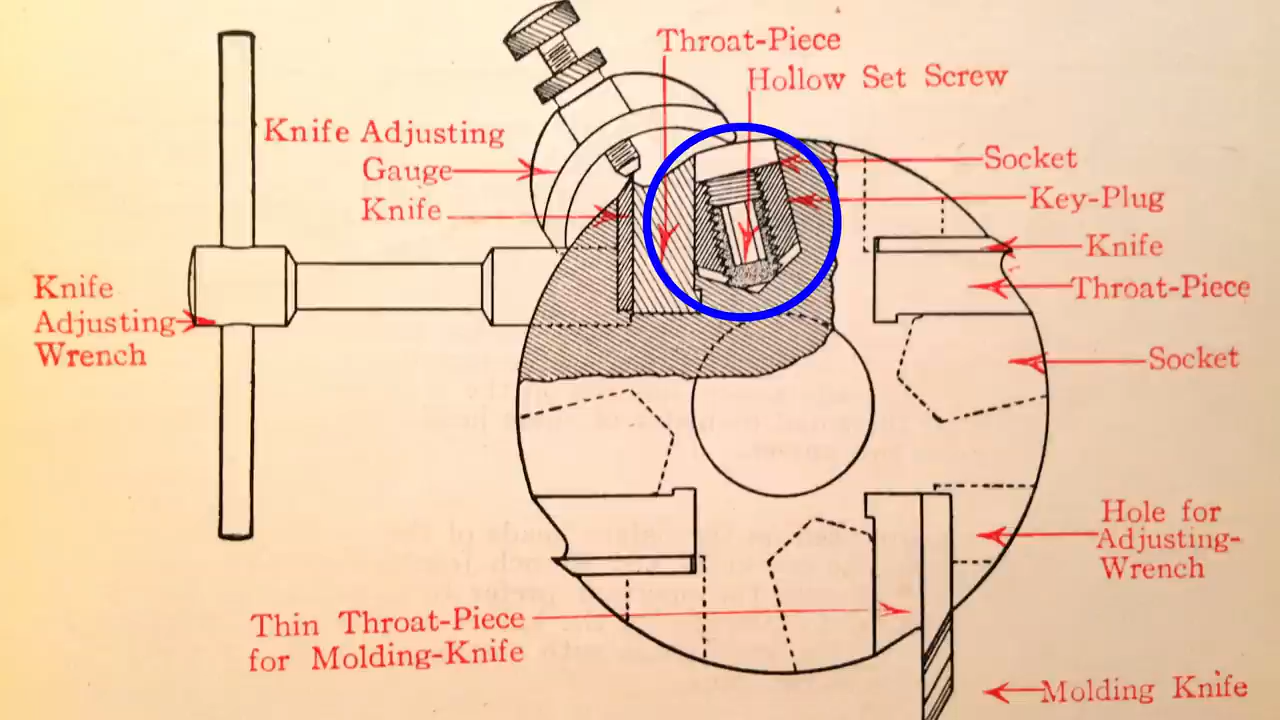 Throat-Piece
Hollow Set Screw
Knife Adjusting
Gauge
Knife
Socket
Key-Plug
Knife
Throat-Piece
Socket
Knife
Adjusting
Wrench
Hole for
Adjusting-
Wrench
Thin Throat-Piece
for Molding-Knife
Molding Knife